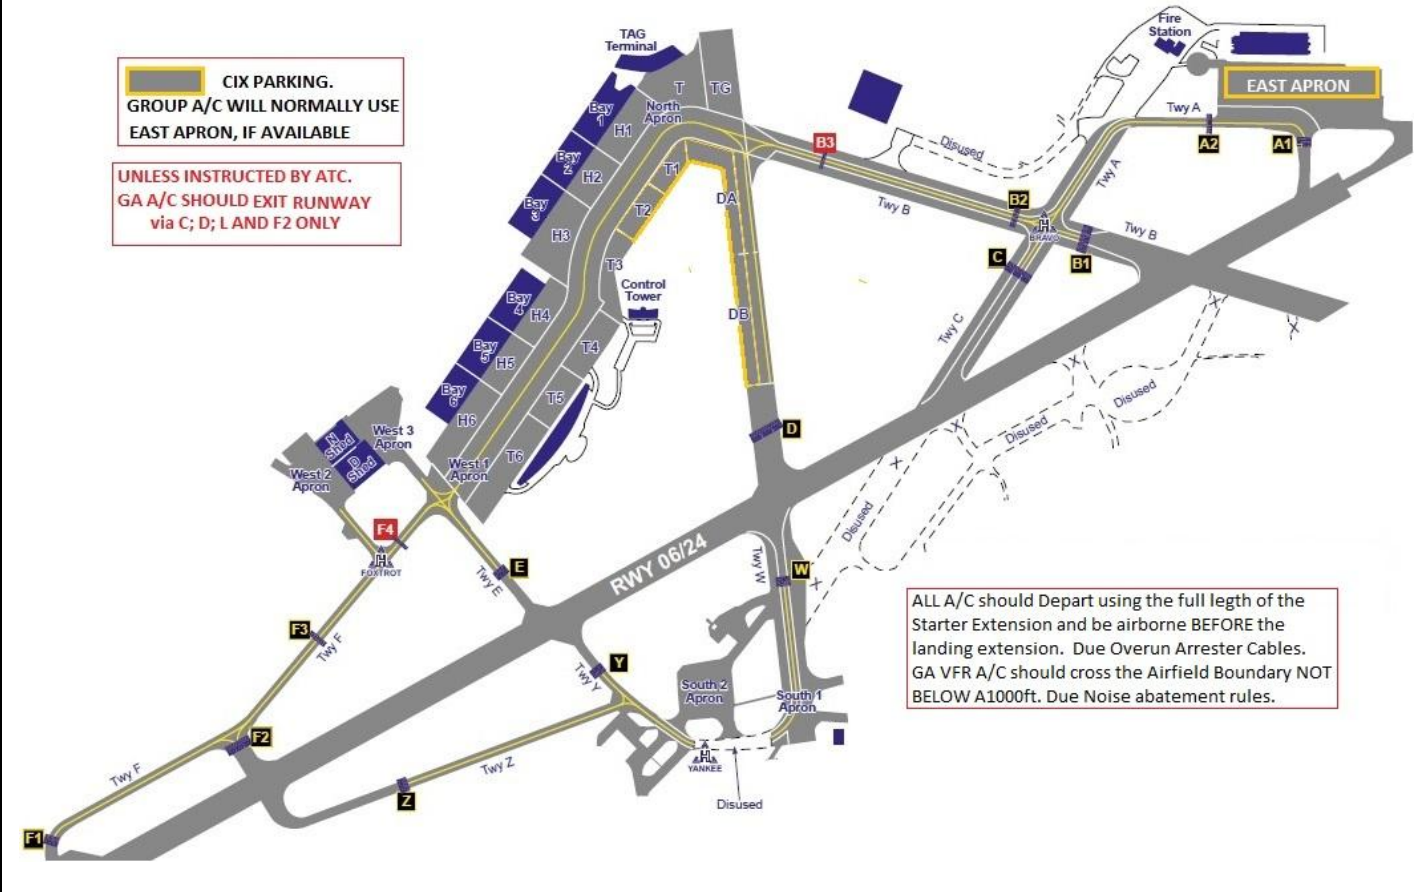 CIX PARKING.
GROUP A/C WILL NORMALLY USE
EAST APRON, IF AVAILABLE
UNLESS INSTRUCTED BY ATC.
GA A/C SHOULD EXIT RUNWAY
via C; D; L AND F2 ONLY
TAG
Terminal
Fire
Station
EAST APRON
T
TG
North
Apron
Bay
1
H1
Bay
2
H2
Bay
3
H3
T1
T2
T3
DA
DB
B3
Disused
Twy A
A2
A1
Twy A
B2
H
BRAVO
Twy B
Twy B
B1
C
Twy C
Control
Tower
Bay
4
H4
Bay
5
H5
Bay
6
H6
T4
T5
T6
X
X
X
Disused
Disused
X
X
Disused
X
D
West 3
Apron
N
Shed
D
Shed
West 2
Apron
West 1
Apron
F4
H
FOXTROT
E
Twy E
RWY 06/24
Twy W
W
F3
Twy F
Y
Twy Y
South 2
Apron
South 1
Apron
F2
Twy F
Twy Z
Z
H
YANKEE
Disused
F1
ALL A/C should Depart using the full legth of the
Starter Extension and be airborne BEFORE the
landing extension. Due Overun Arrester Cables.
GA VFR A/C should cross the Airfield Boundary NOT
BELOW A1000ft. Due Noise abatement rules.